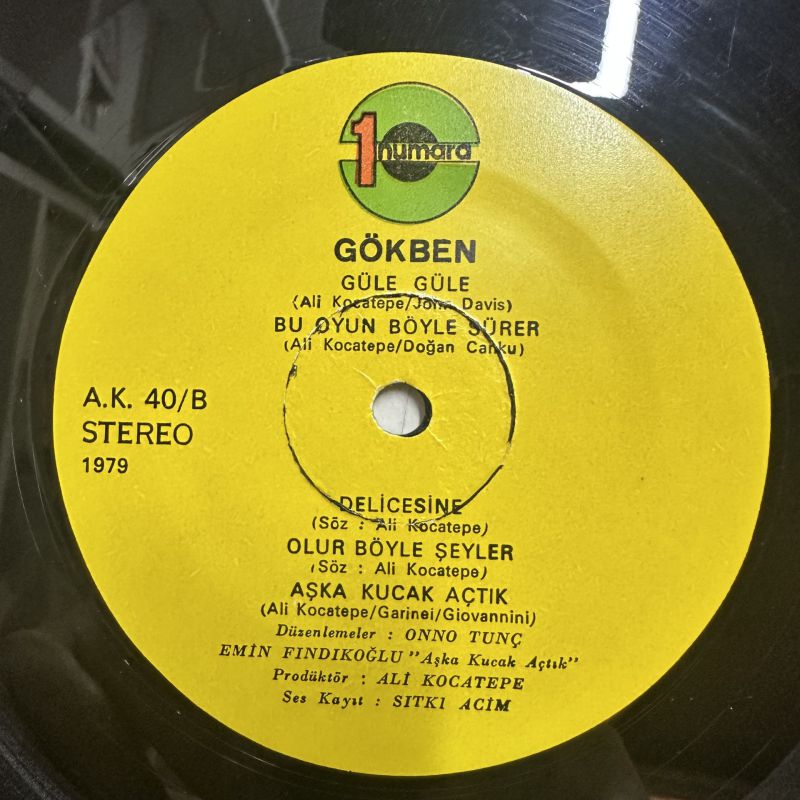 1 numara
GÖKBEN
GÜLE GÜLE
(Ali Kocatepe/John Davis)
BU OYUN BÖYLE SÜRER
(Ali Kocatepe/Doğan Canku)
A.K. 40/B
STEREO
1979
DELİCESİNE
(Söz : Ali Kocatepe)
OLUR BÖYLE ŞEYLER
(Söz : Ali Kocatepe)
AŞKA KUCAK AÇTIK
(Ali Kocatepe/Garinei/Giovannini)
Düzenlemeler : ONNO TUNÇ
EMİN FINDIKOĞLU "Aşka Kucak Açtık"
Prodüktör : ALİ KOCATEPE
Ses Kayıt : SITKI ACİM